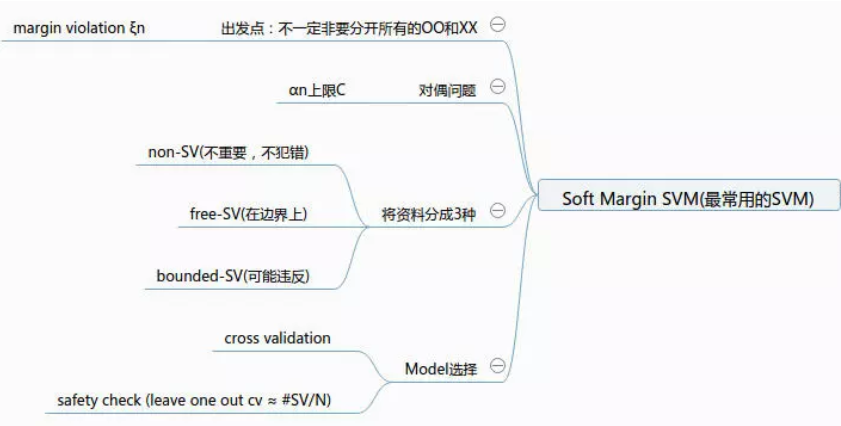 margin violation ξn
出发点：不一定非要分开所有的OO和XX
αn上限C
对偶问题
non-SV(不重要，不犯错)
free-SV(在边界上)
将资料分成3种
bounded-SV(可能违反)
Soft Margin SVM(最常用的SVM)
cross validation
Model选择
safety check (leave one out cv ≈ #SV/N)